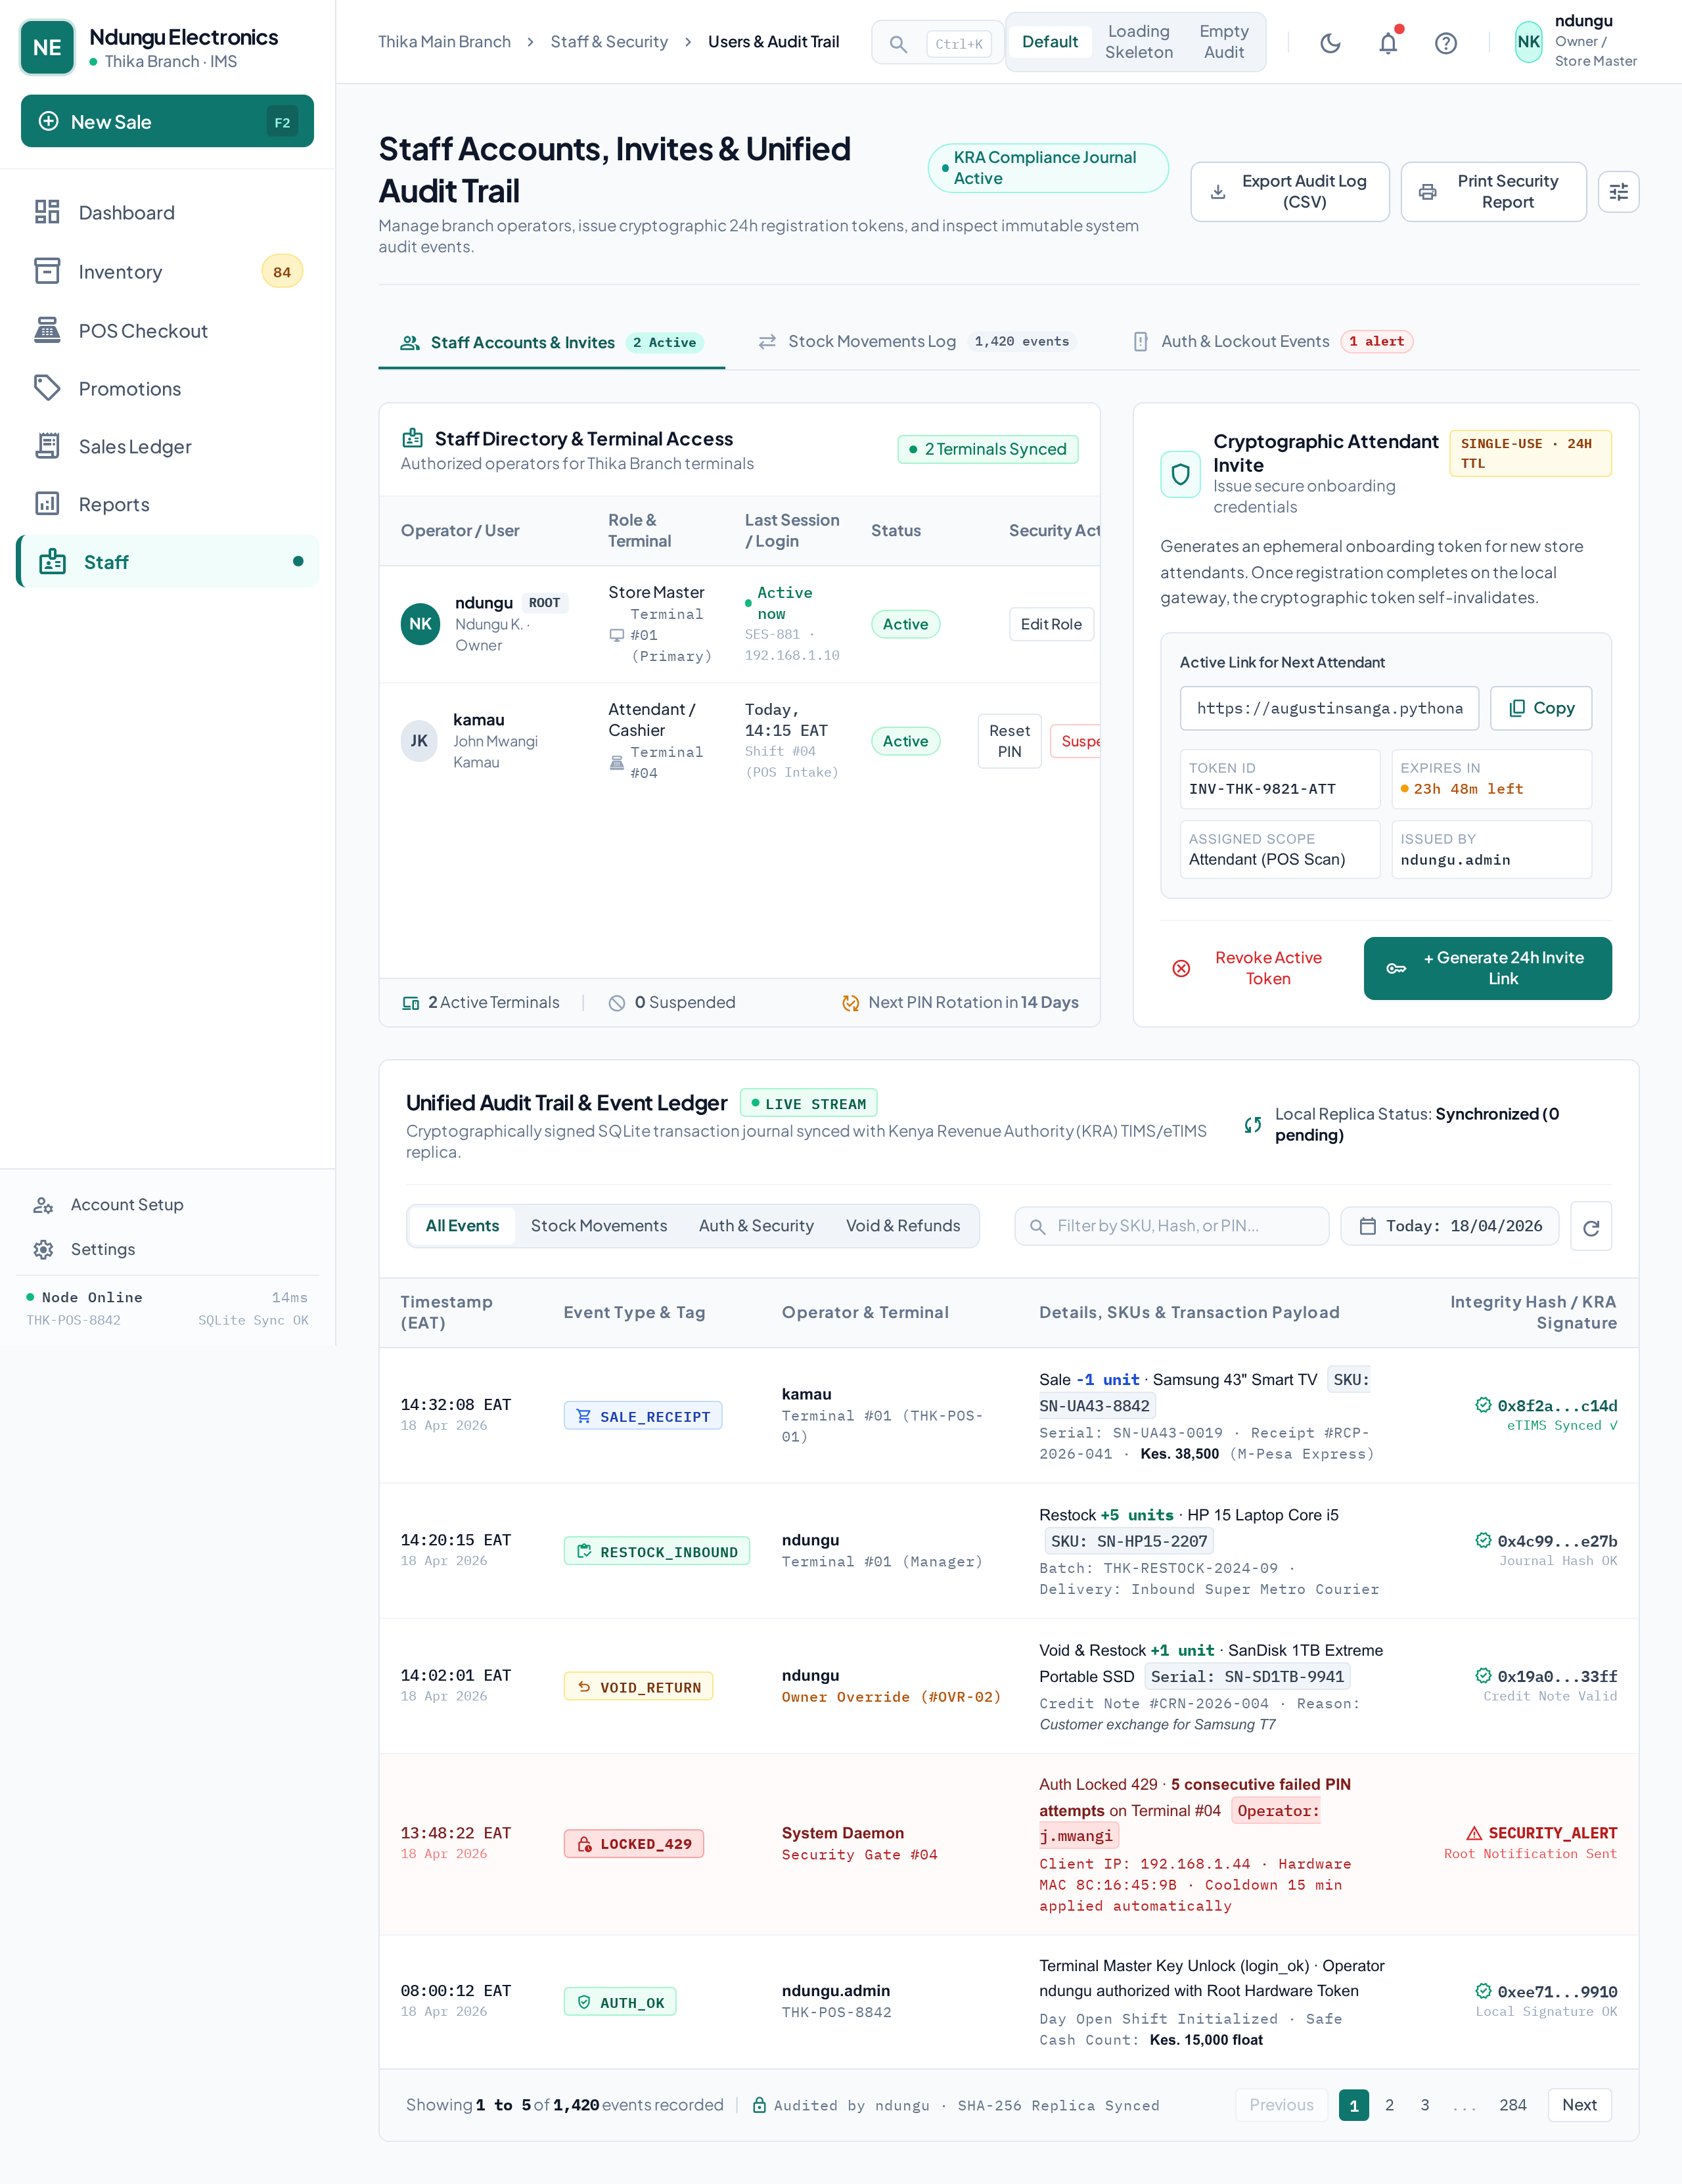 NE
Ndungu Electronics
Thika Branch · IMS
New Sale
F2
Dashboard
Inventory
84
POS Checkout
Promotions
Sales Ledger
Reports
Staff
Account Setup
Settings
Node Online
14ms
THK-POS-8842
SQLite Sync OK
Thika Main Branch
Staff & Security
Users & Audit Trail
Ctrl+K
Default
Loading
Skeleton
Empty
Audit
NK
ndungu
Owner /
Store Master
Staff Accounts, Invites & Unified
Audit Trail
KRA Compliance Journal
Active
Manage branch operators, issue cryptographic 24h registration tokens, and inspect immutable system
audit events.
Export Audit Log
(CSV)
Print Security
Report
Staff Accounts & Invites
2 Active
Stock Movements Log
1,420 events
Auth & Lockout Events
1 alert
Staff Directory & Terminal Access
Authorized operators for Thika Branch terminals
2 Terminals Synced
Operator / User
Role &
Terminal
Last Session
/ Login
Status
Security Act
NK
ndungu
ROOT
Ndungu K. ·
Owner
Store Master
Terminal
#01
(Primary)
Active
now
SES-881 ·
192.168.1.10
Active
Edit Role
JK
kamau
John Mwangi
Kamau
Attendant /
Cashier
Terminal
#04
Today,
14:15 EAT
Shift #04
(POS Intake)
Active
Reset
PIN
Suspe
2 Active Terminals
0 Suspended
Next PIN Rotation in 14 Days
Cryptographic Attendant
Invite
Issue secure onboarding
credentials
SINGLE-USE · 24H
TTL
Generates an ephemeral onboarding token for new store
attendants. Once registration completes on the local
gateway, the cryptographic token self-invalidates.
Active Link for Next Attendant
https://augustinsanga.pythona
Copy
TOKEN ID
INV-THK-9821-ATT
EXPIRES IN
23h 48m left
ASSIGNED SCOPE
Attendant (POS Scan)
ISSUED BY
ndungu.admin
Revoke Active
Token
+ Generate 24h Invite
Link
Unified Audit Trail & Event Ledger
LIVE STREAM
Cryptographically signed SQLite transaction journal synced with Kenya Revenue Authority (KRA) TIMS/eTIMS
replica.
Local Replica Status: Synchronized (0
pending)
All Events
Stock Movements
Auth & Security
Void & Refunds
Filter by SKU, Hash, or PIN...
Today: 18/04/2026
Timestamp
(EAT)
Event Type & Tag
Operator & Terminal
Details, SKUs & Transaction Payload
Integrity Hash / KRA
Signature
14:32:08 EAT
18 Apr 2026
SALE_RECEIPT
kamau
Terminal #01 (THK-POS-
01)
Sale -1 unit · Samsung 43" Smart TV SKU:
SN-UA43-8842
Serial: SN-UA43-0019 · Receipt #RCP-
2026-041 · Kes. 38,500 (M-Pesa Express)
0x8f2a...c14d
eTIMS Synced ✓
14:20:15 EAT
18 Apr 2026
RESTOCK_INBOUND
ndungu
Terminal #01 (Manager)
Restock +5 units · HP 15 Laptop Core i5
SKU: SN-HP15-2207
Batch: THK-RESTOCK-2024-09 ·
Delivery: Inbound Super Metro Courier
0x4c99...e27b
Journal Hash OK
14:02:01 EAT
18 Apr 2026
VOID_RETURN
ndungu
Owner Override (#OVR-02)
Void & Restock +1 unit · SanDisk 1TB Extreme
Portable SSD Serial: SN-SD1TB-9941
Credit Note #CRN-2026-004 · Reason:
Customer exchange for Samsung T7
0x19a0...33ff
Credit Note Valid
13:48:22 EAT
18 Apr 2026
LOCKED_429
System Daemon
Security Gate #04
Auth Locked 429 · 5 consecutive failed PIN
attempts on Terminal #04 Operator:
j.mwangi
Client IP: 192.168.1.44 · Hardware
MAC 8C:16:45:9B · Cooldown 15 min
applied automatically
SECURITY_ALERT
Root Notification Sent
08:00:12 EAT
18 Apr 2026
AUTH_OK
ndungu.admin
THK-POS-8842
Terminal Master Key Unlock (login_ok) · Operator
ndungu authorized with Root Hardware Token
Day Open Shift Initialized · Safe
Cash Count: Kes. 15,000 float
0xee71...9910
Local Signature OK
Showing 1 to 5 of 1,420 events recorded
Audited by ndungu · SHA-256 Replica Synced
Previous
1
2
3
...
284
Next